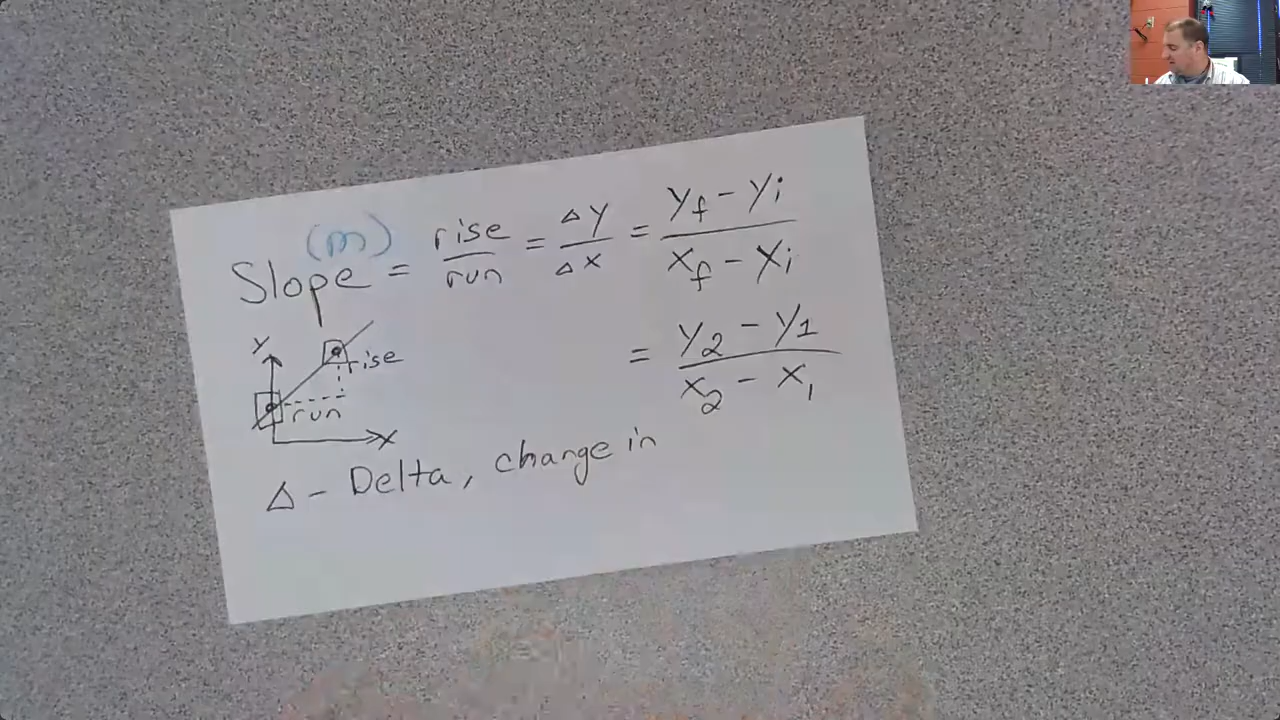 (m)
Slope = rise/run = ΔY/ΔX = Yf - Yi / Xf - Xi
= Y2 - Y1 / X2 - X1
Y
rise
run
X
Δ - Delta, change in